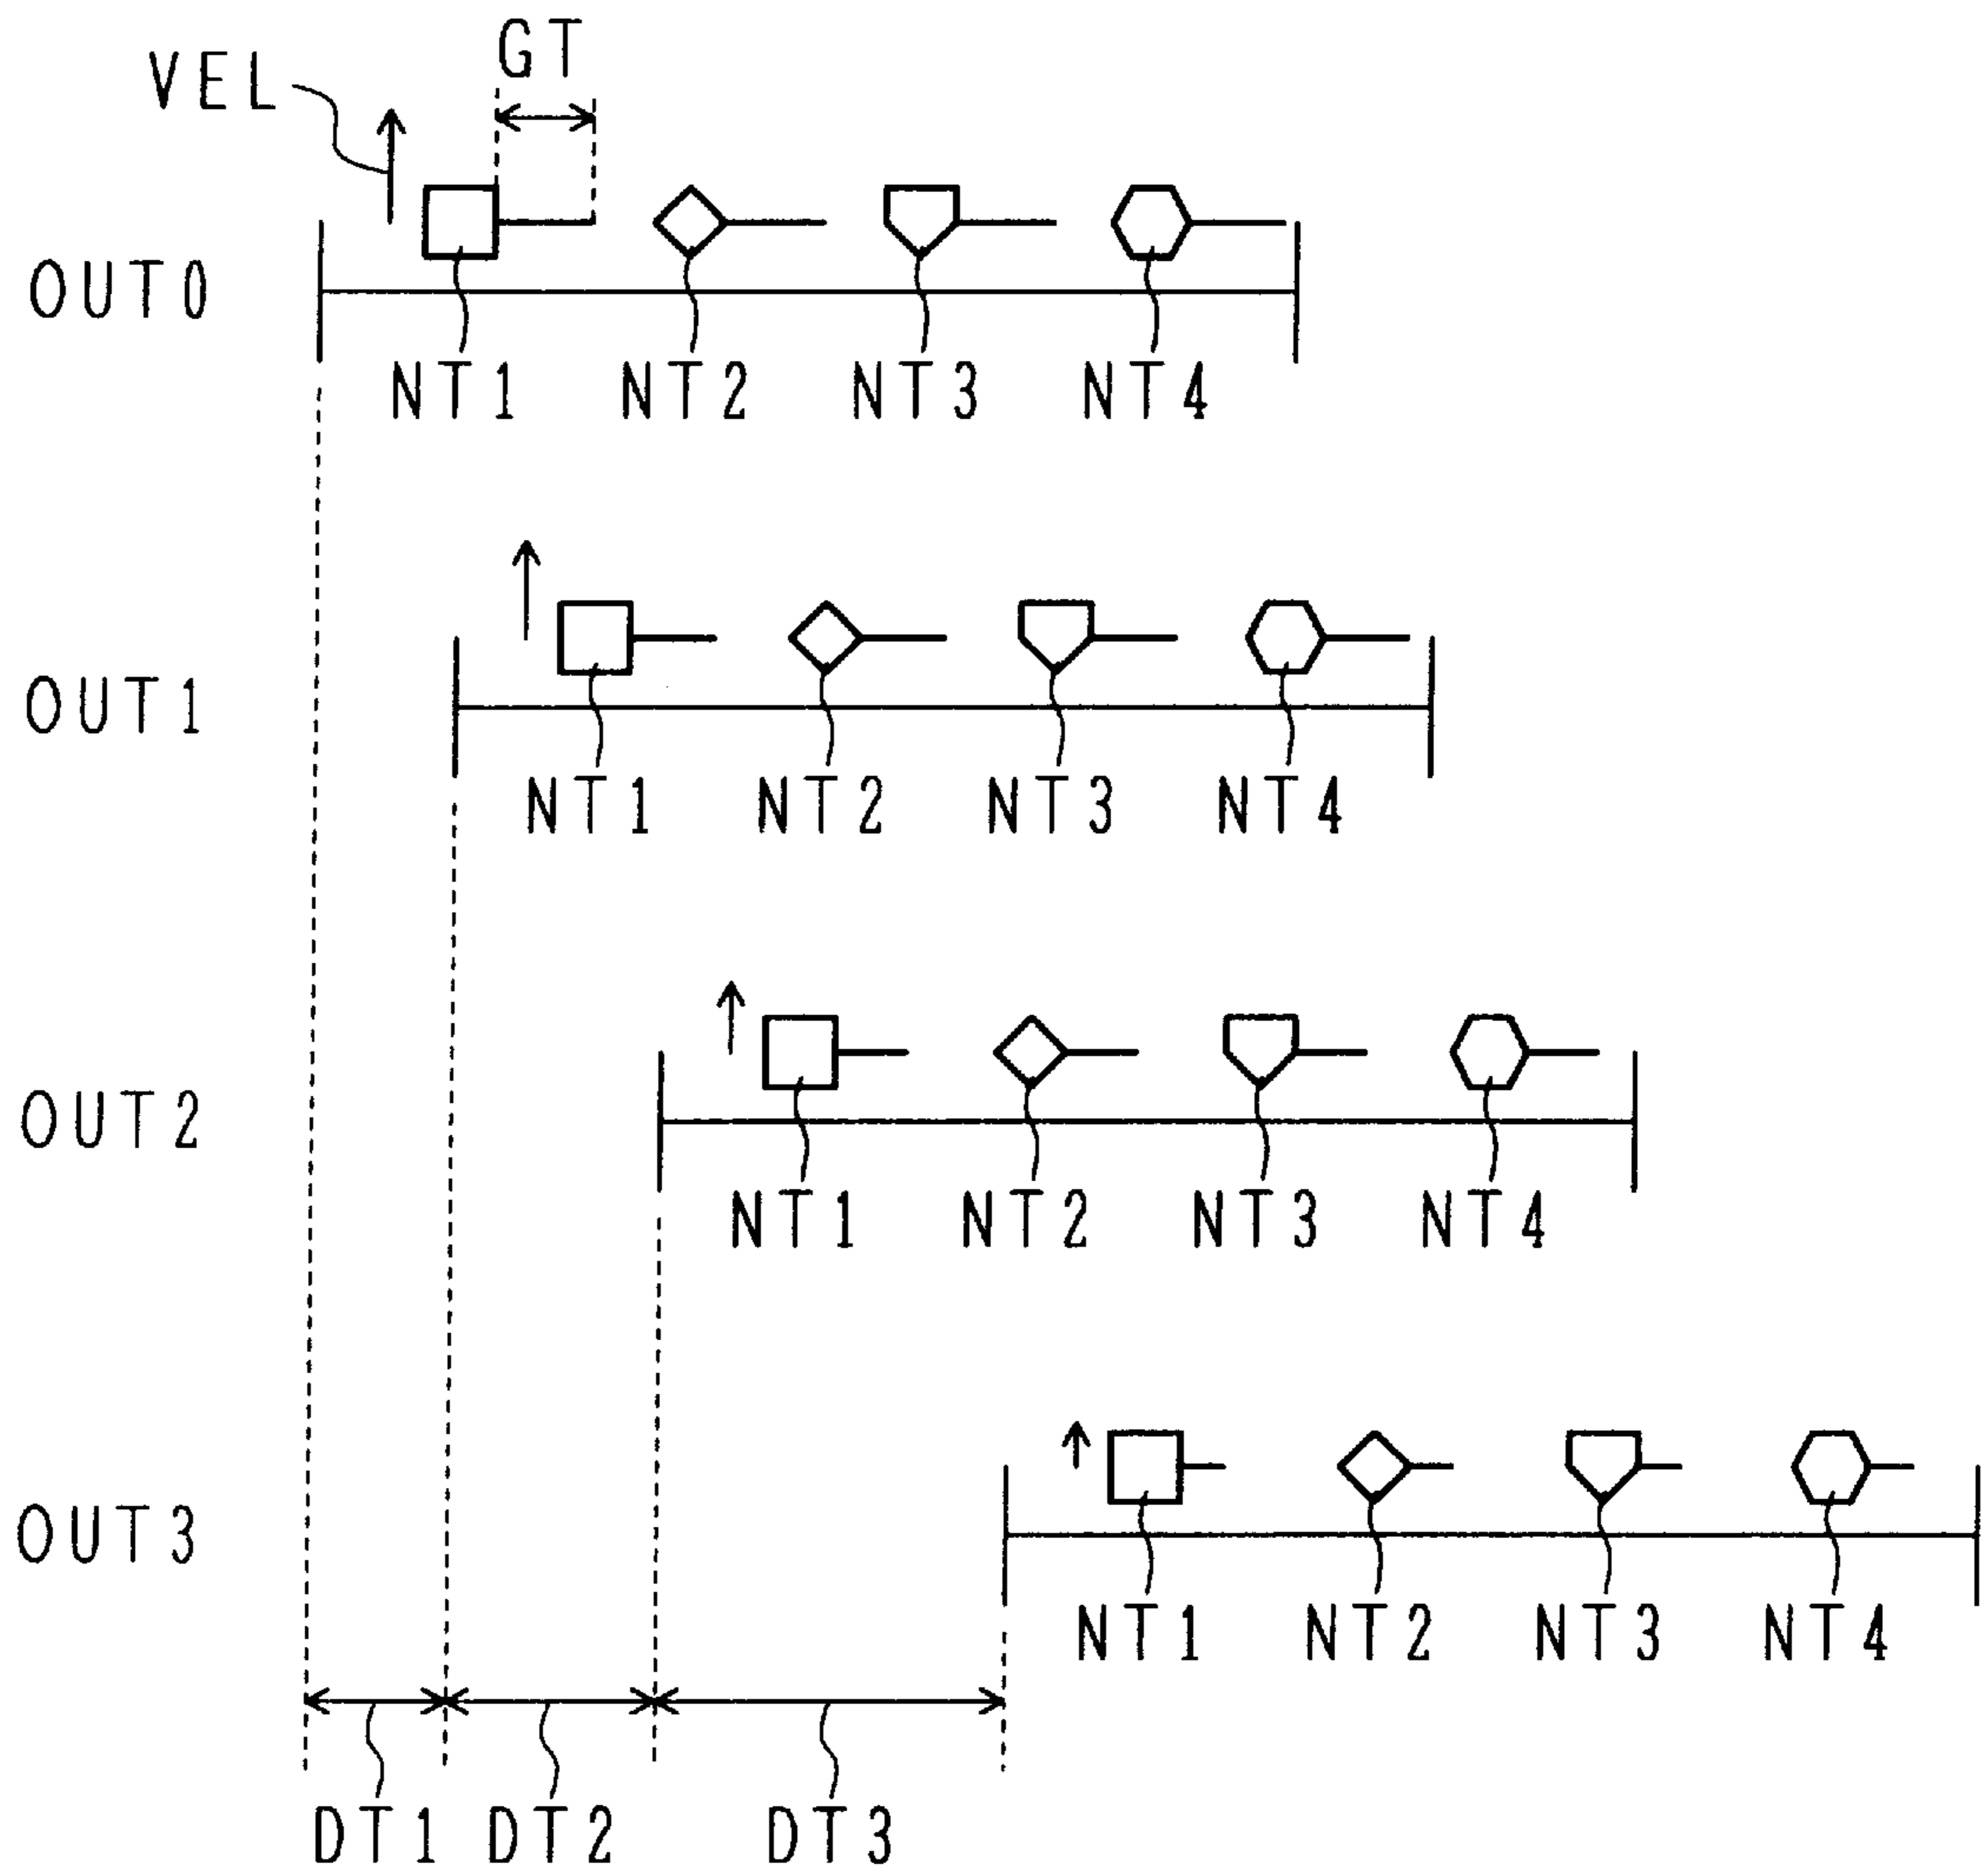 GT
VEL
OUT0
NT1 NT2 NT3 NT4
OUT1
NT1 NT2 NT3 NT4
OUT2
NT1 NT2 NT3 NT4
OUT3
NT1 NT2 NT3 NT4
DT1 DT2 DT3